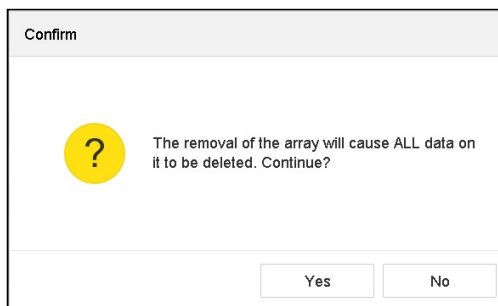 Confirm
?
The removal of the array will cause ALL data on
it to be deleted. Continue?
Yes
No